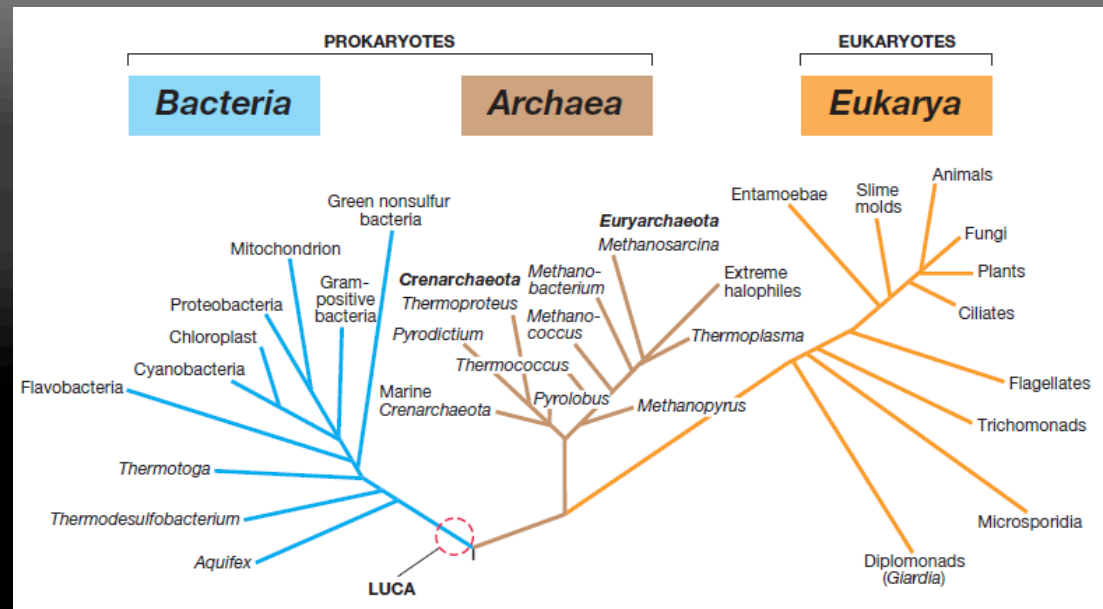 PROKARYOTES
EUKARYOTES
Bacteria
Archaea
Eukarya
Green nonsulfur
bacteria
Mitochondrion
Gram-
positive
bacteria
Proteobacteria
Chloroplast
Cyanobacteria
Flavobacteria
Thermotoga
Thermodesulfobacterium
Aquifex
LUCA
Crenarchaeota
Thermoproteus
Pyrodictium
Marine
Crenarchaeota
Thermococcus
Pyrolobus
Methano-
coccus
Methano-
bacterium
Euryarchaeota
Methanosarcina
Extreme
halophiles
Thermoplasma
Methanopyrus
Entamoebae
Slime
molds
Animals
Fungi
Plants
Ciliates
Flagellates
Trichomonads
Microsporidia
Diplomonads
(Giardia)